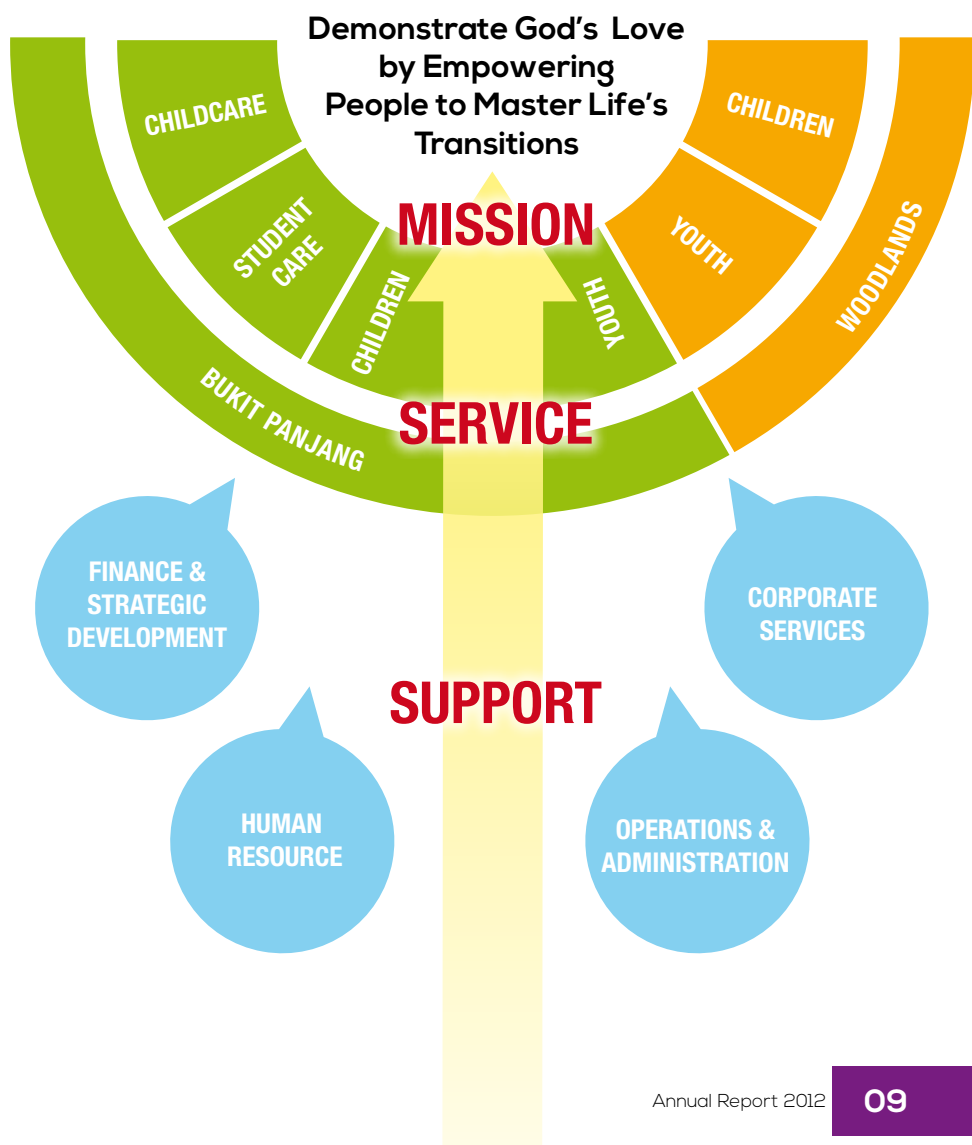 Demonstrate God's Love
by Empowering
People to Master Life's
Transitions
CHILDCARE
STUDENT
CARE
CHILDREN
YOUTH
YOUTH
CHILDREN
MISSION
BUKIT PANJANG
WOODLANDS
SERVICE
FINANCE &
STRATEGIC
DEVELOPMENT
CORPORATE
SERVICES
SUPPORT
HUMAN
RESOURCE
OPERATIONS &
ADMINISTRATION
Annual Report 2012
09